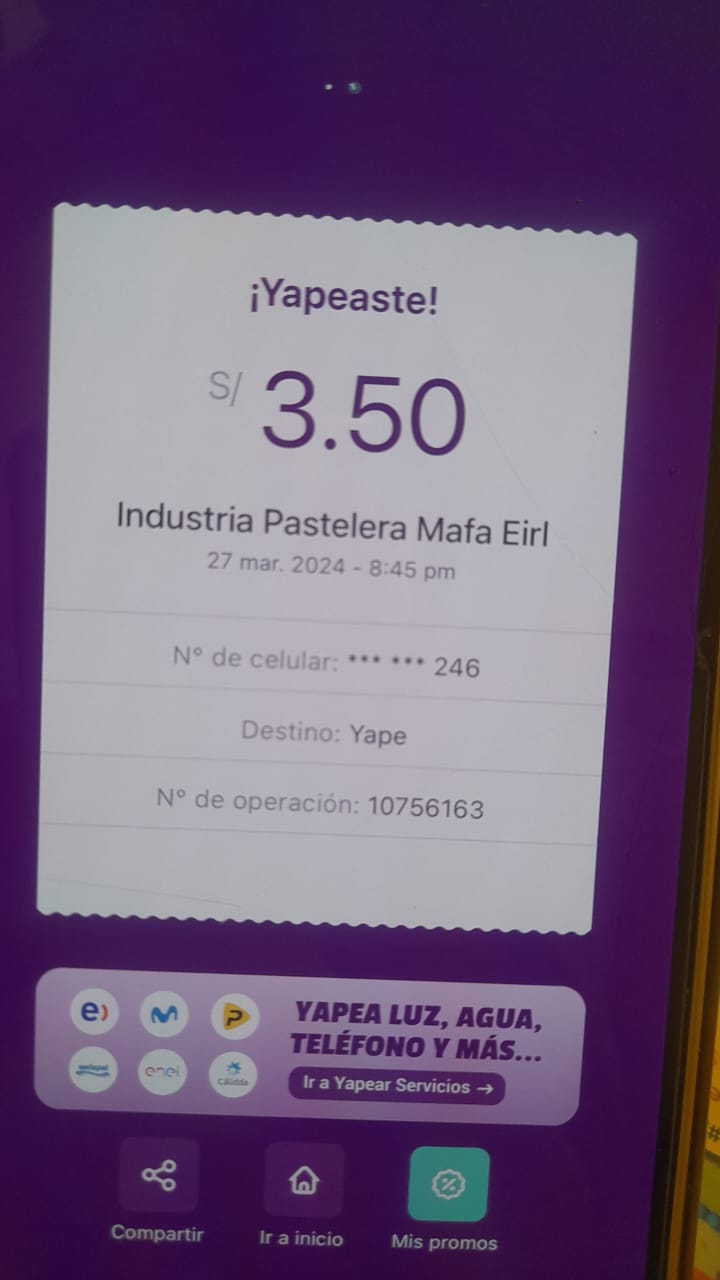 ¡Yapeaste!
S/ 3.50
Industria Pastelera Mafa Eirl
27 mar. 2024 - 8:45 pm
N° de celular: *** *** 246
Destino: Yape
N° de operación: 10756163
e)
P
YAPEA LUZ, AGUA,
TELÉFONO Y MÁS...
sedapal
enel
Cálidda
Ir a Yapear Servicios →
Compartir
Ir a inicio
Mis promos
#